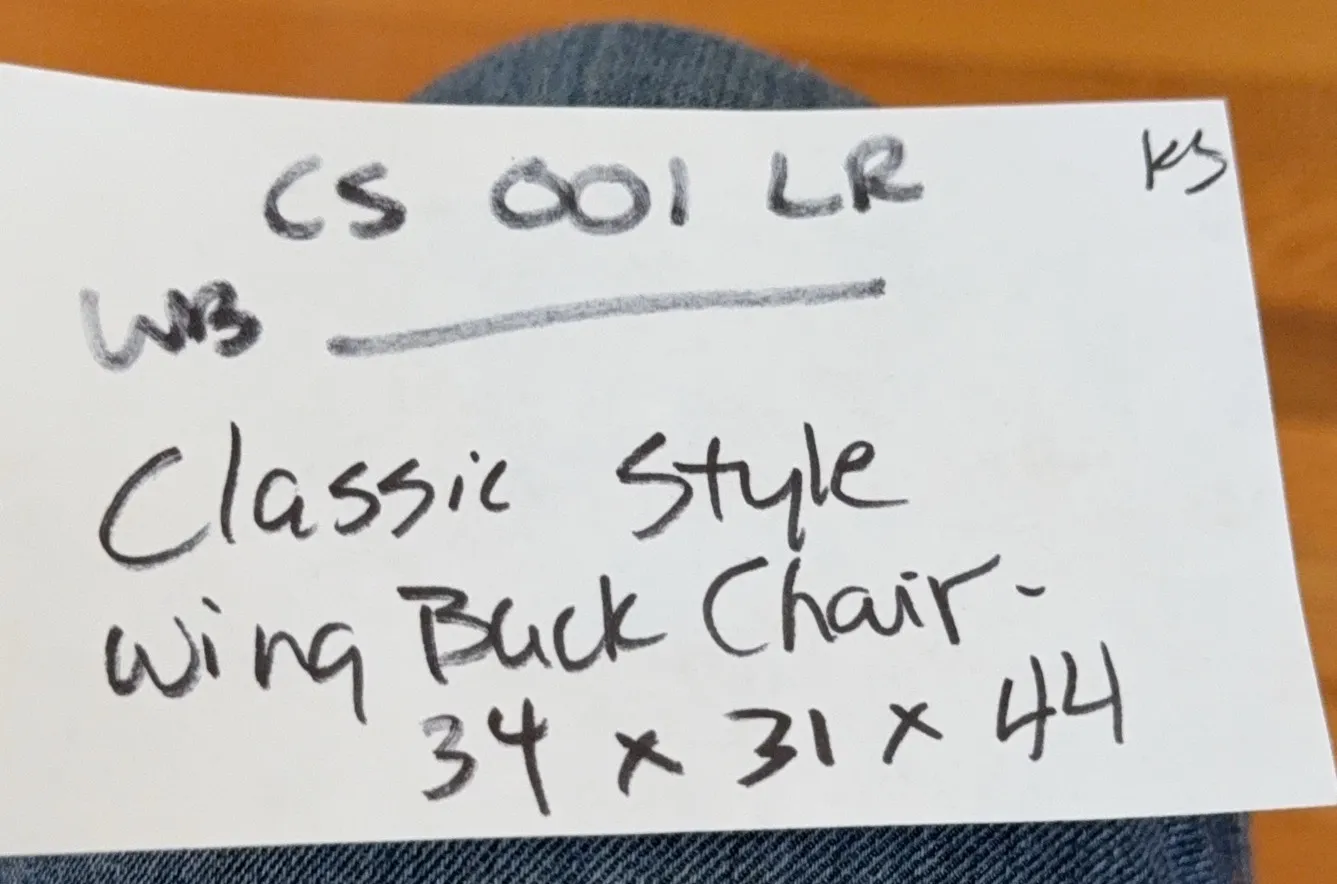 CS 001 LR
KS
WB
Classic Style
Wing Back Chair-
34 x 31 x 44